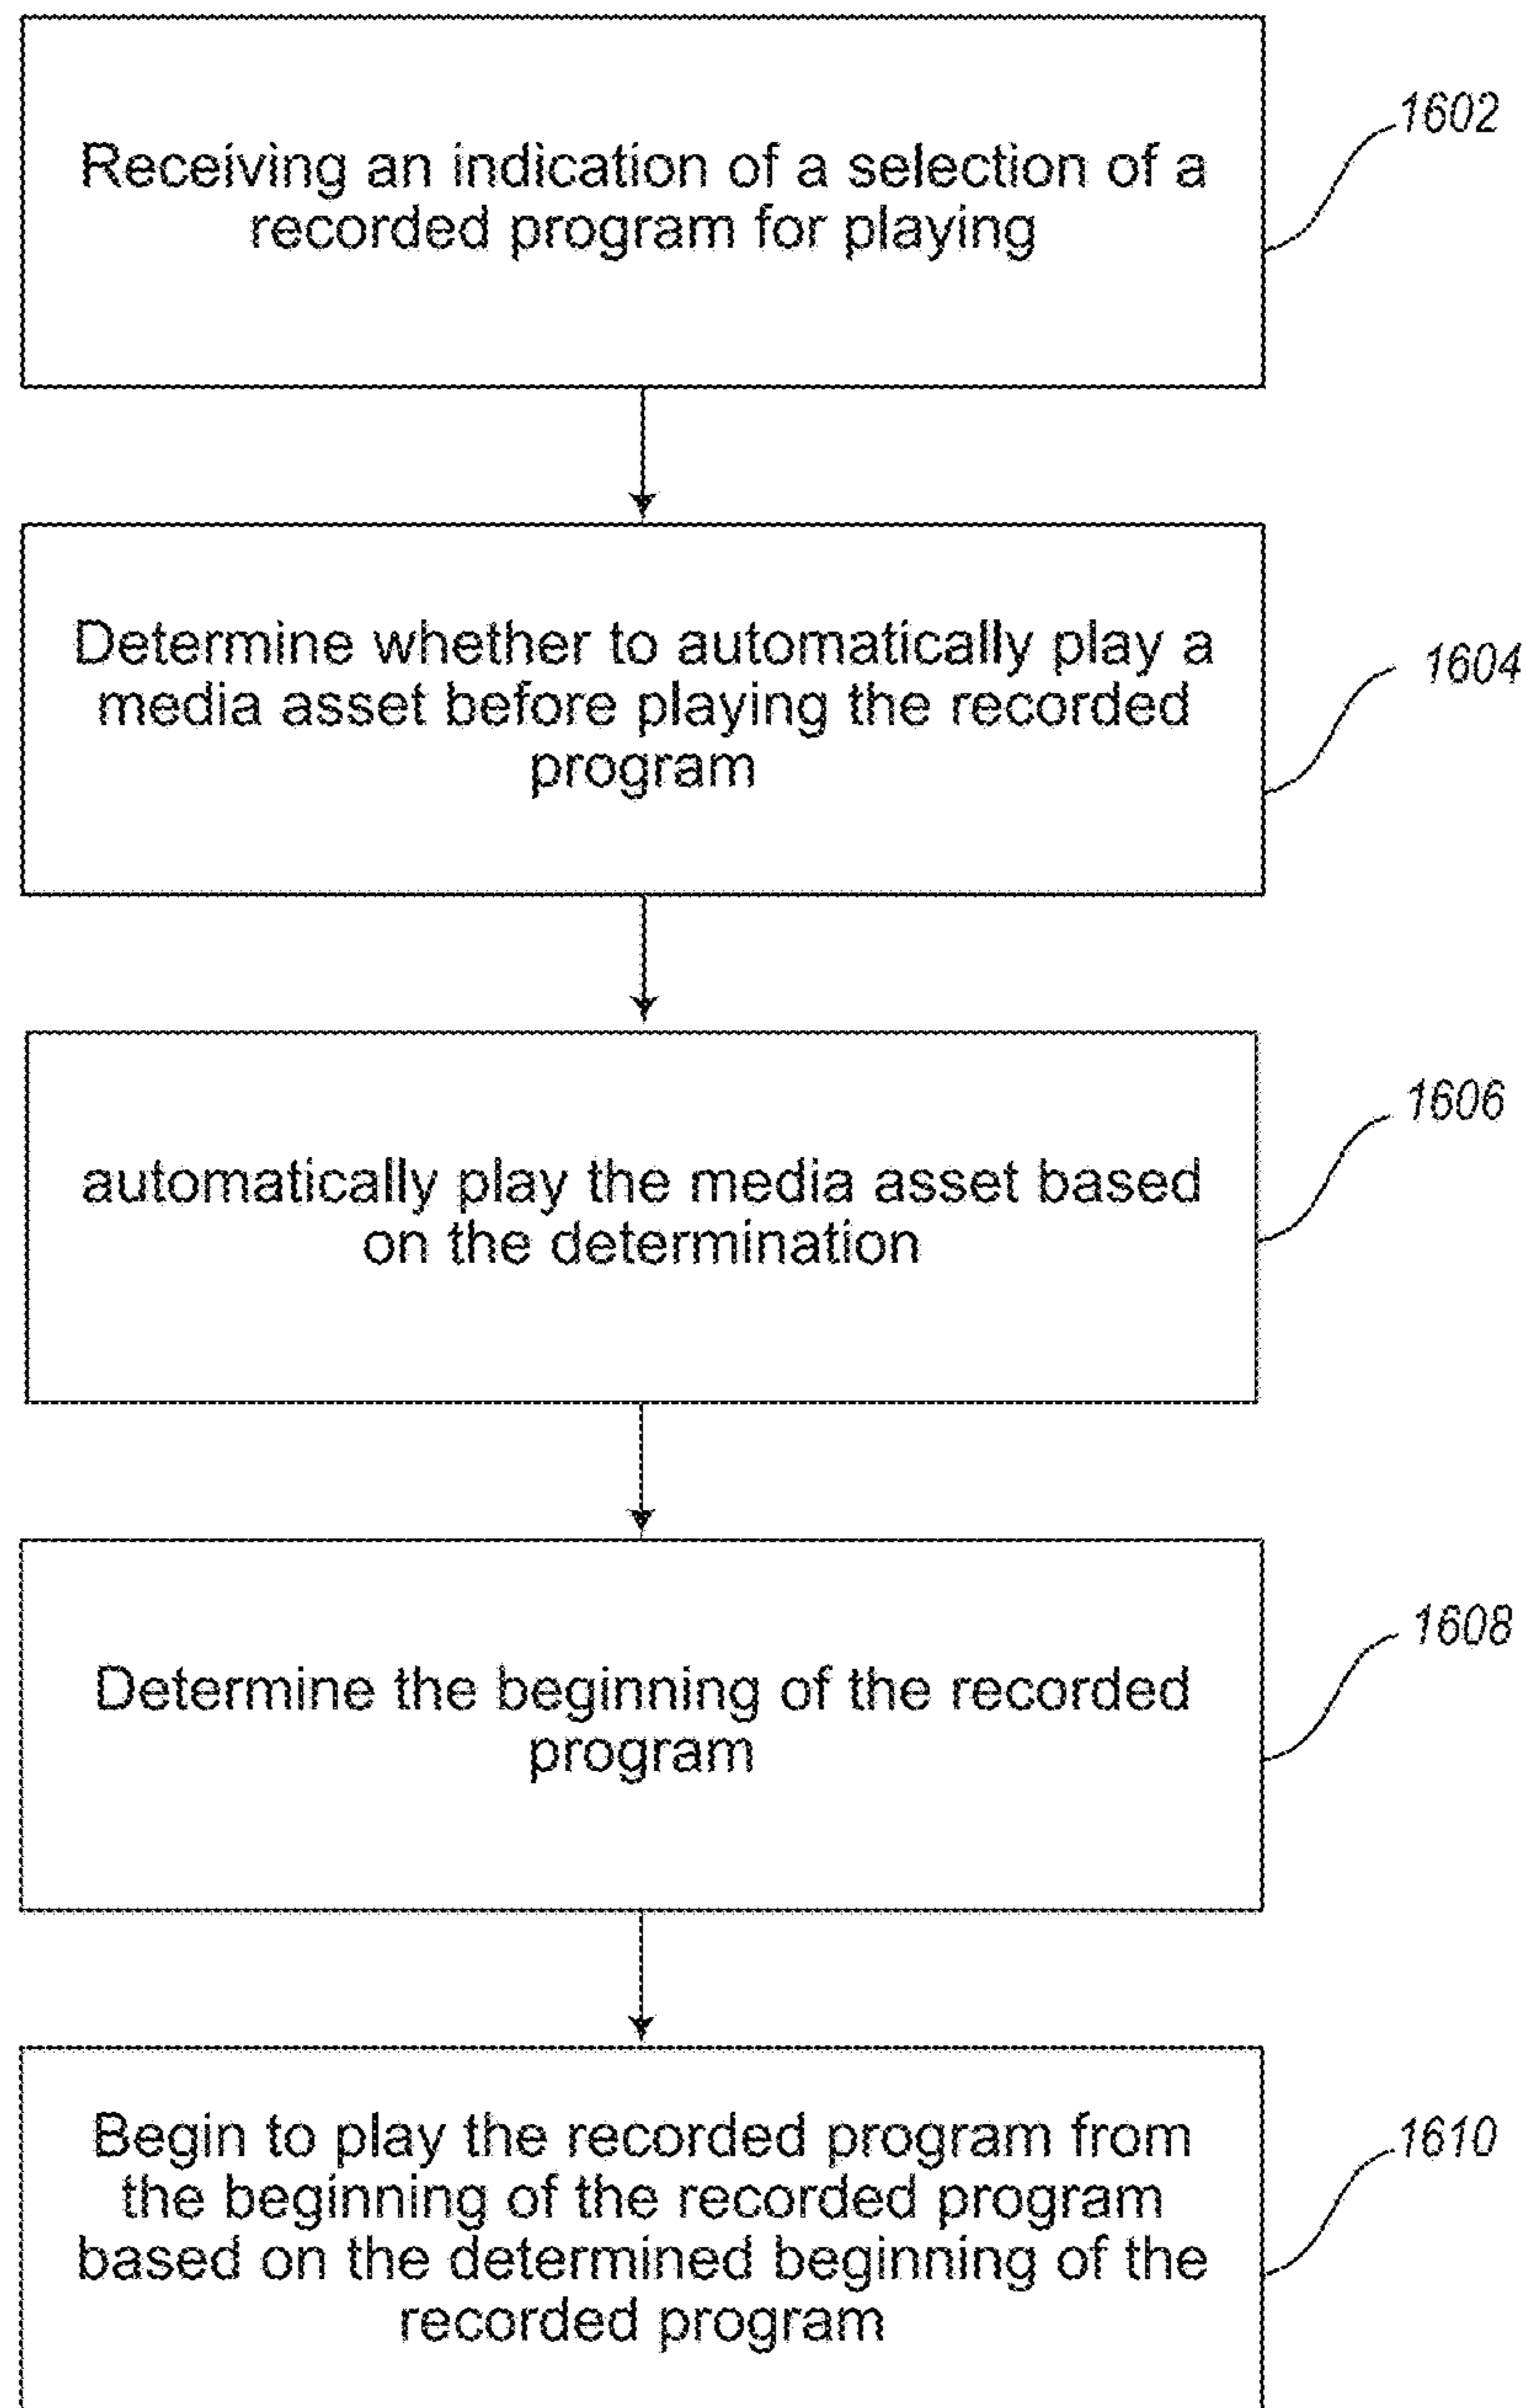 Receiving an indication of a selection of a
recorded program for playing
1602
Determine whether to automatically play a
media asset before playing the recorded
program
1604
automatically play the media asset based
on the determination
1606
Determine the beginning of the recorded
program
1608
Begin to play the recorded program from
the beginning of the recorded program
based on the determined beginning of the
recorded program
1610